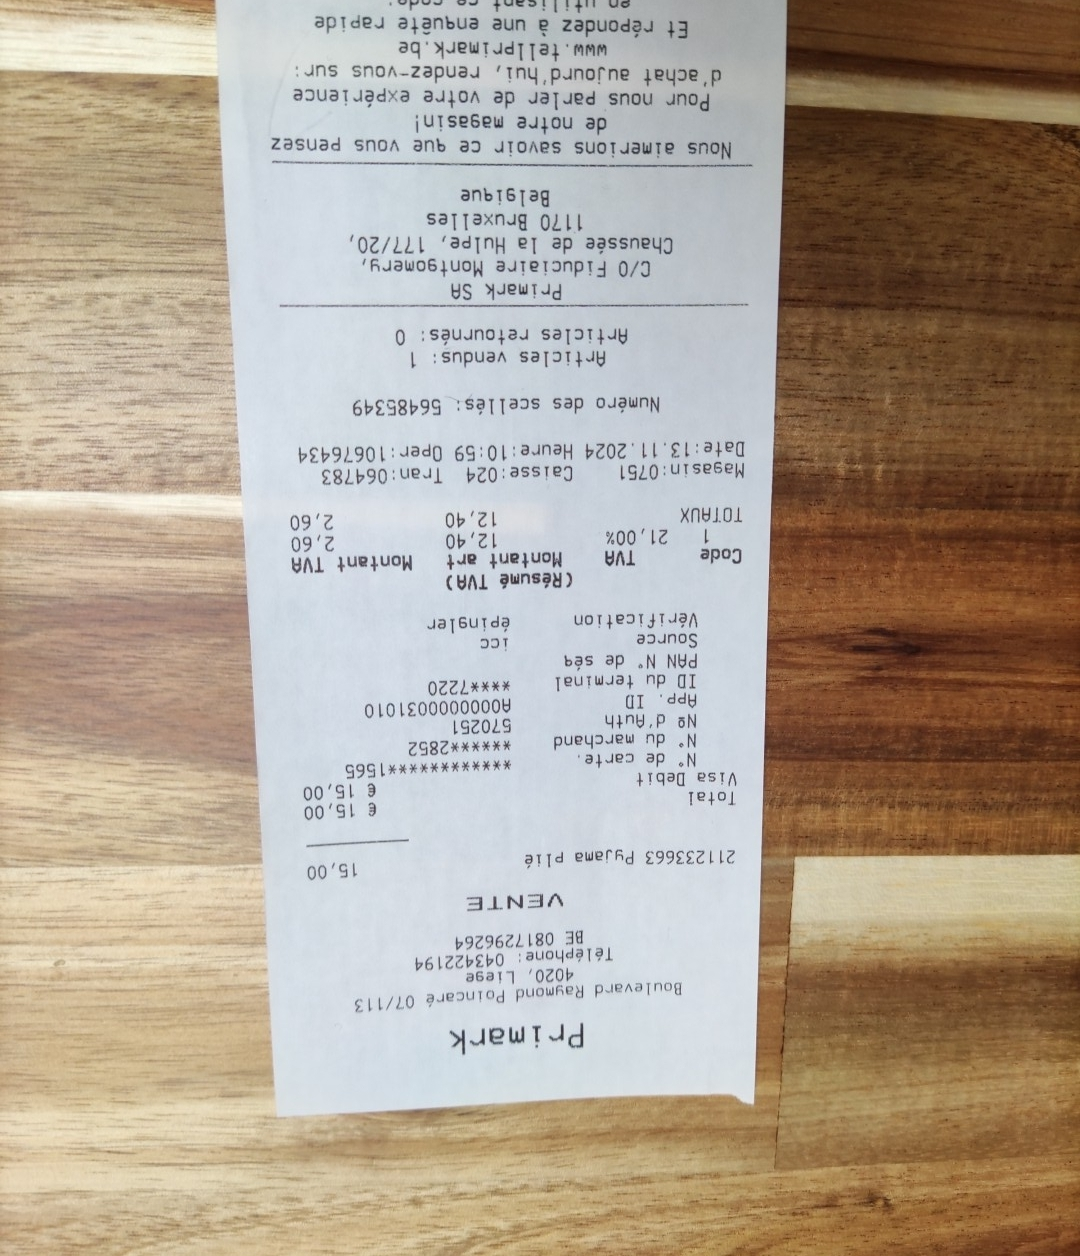 Primark
Boulevard Raymond Poincaré 07/113
4020, Liege
Téléphone: 043422194
BE 0817296264
VENTE
211233663 Pyjama plié 15,00
Total € 15,00
Visa Debit € 15,00
N° de carte. ************1565
N° du marchand ******2852
Nº d'Auth 570251
App. ID A0000000031010
ID du terminal ****7220
PAN N° de séq
Source icc
Vérification épingler
(Résumé TVA)
Code TVA Montant art Montant TVA
1 21,00% 12,40 2,60
TOTAUX 12,40 2,60
Magasin:0751 Caisse:024 Tran:064783
Date:13.11.2024 Heure:10:59 Oper:10676434
Numéro des scellés: 56485349
Articles vendus: 1
Articles retournés: 0
Primark SA
C/O Fiduciaire Montgomery,
Chaussée de la Hulpe, 177/20,
1170 Bruxelles
Belgique
Nous aimerions savoir ce que vous pensez
de notre magasin!
Pour nous parler de votre expérience
d'achat aujourd'hui, rendez-vous sur:
www.tellprimark.be
Et répondez à une enquête rapide
en utilisant ce code: